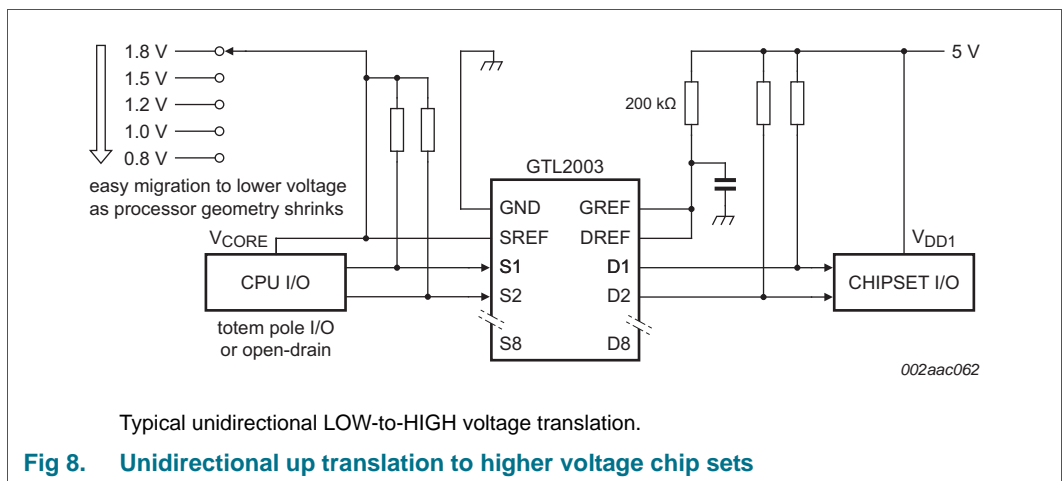 1.8 V
1.5 V
1.2 V
1.0 V
0.8 V
easy migration to lower voltage
as processor geometry shrinks
5 V
200 kΩ
GTL2003
GND
GREF
SREF
DREF
S1
D1
S2
D2
S8
D8
VCORE
CPU I/O
totem pole I/O
or open-drain
VDD1
CHIPSET I/O
002aac062
Typical unidirectional LOW-to-HIGH voltage translation.
Fig 8. Unidirectional up translation to higher voltage chip sets